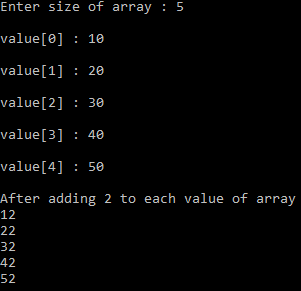 Enter size of array : 5
value[0] : 10
value[1] : 20
value[2] : 30
value[3] : 40
value[4] : 50
After adding 2 to each value of array
12
22
32
42
52